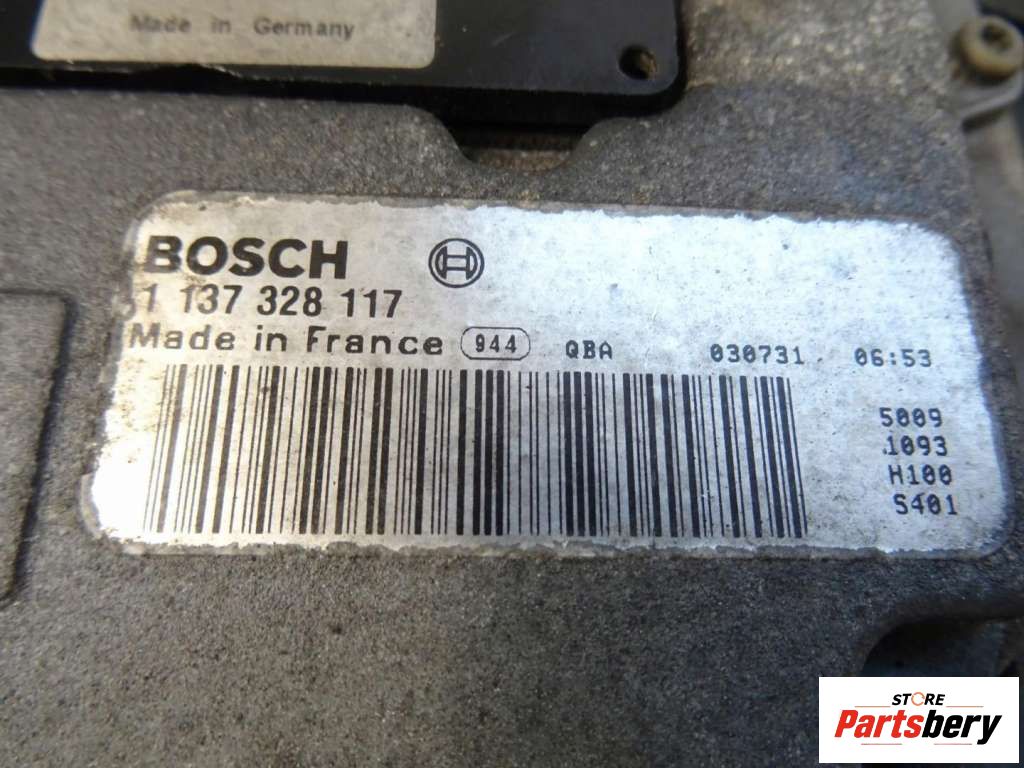 Made in Germany
BOSCH
1 137 328 117
Made in France 944 QBA 030731 06:53
5009
1093
H100
S401
STORE
Partsbery